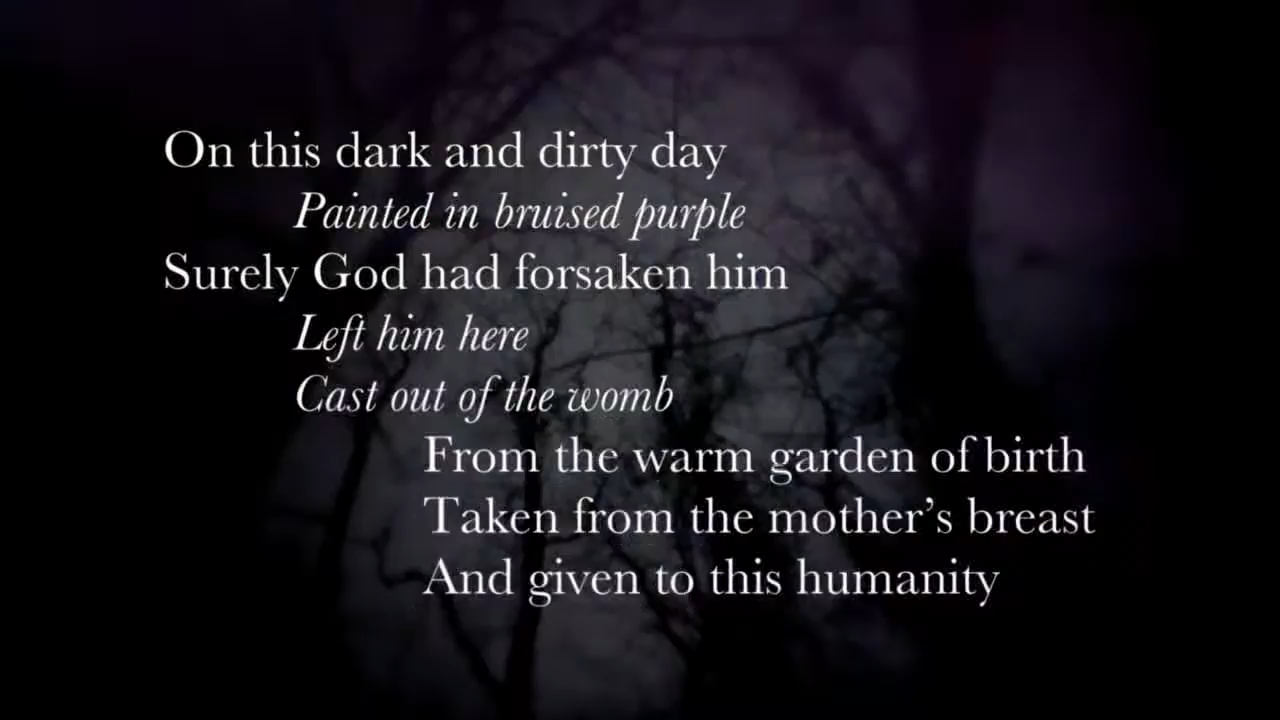 On this dark and dirty day
Painted in bruised purple
Surely God had forsaken him
Left him here
Cast out of the womb
From the warm garden of birth
Taken from the mother’s breast
And given to this humanity